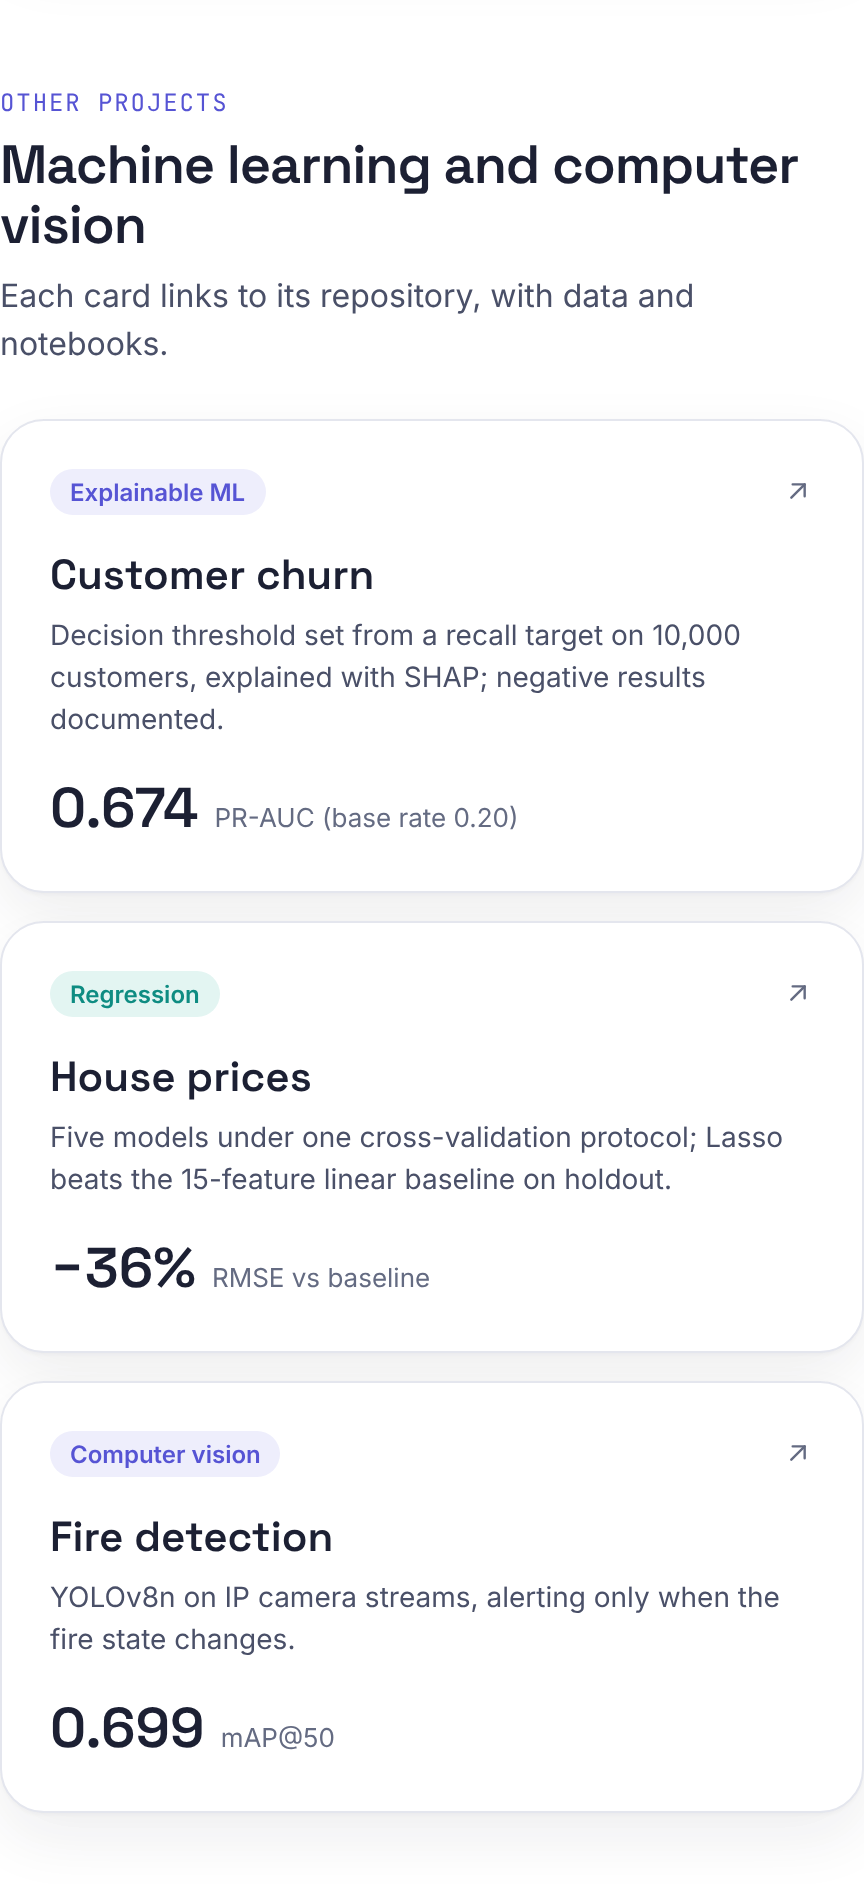 OTHER PROJECTS
Machine learning and computer
vision
Each card links to its repository, with data and
notebooks.
Explainable ML
Customer churn
Decision threshold set from a recall target on 10,000
customers, explained with SHAP; negative results
documented.
0.674 PR-AUC (base rate 0.20)
Regression
House prices
Five models under one cross-validation protocol; Lasso
beats the 15-feature linear baseline on holdout.
−36% RMSE vs baseline
Computer vision
Fire detection
YOLOv8n on IP camera streams, alerting only when the
fire state changes.
0.699 mAP@50